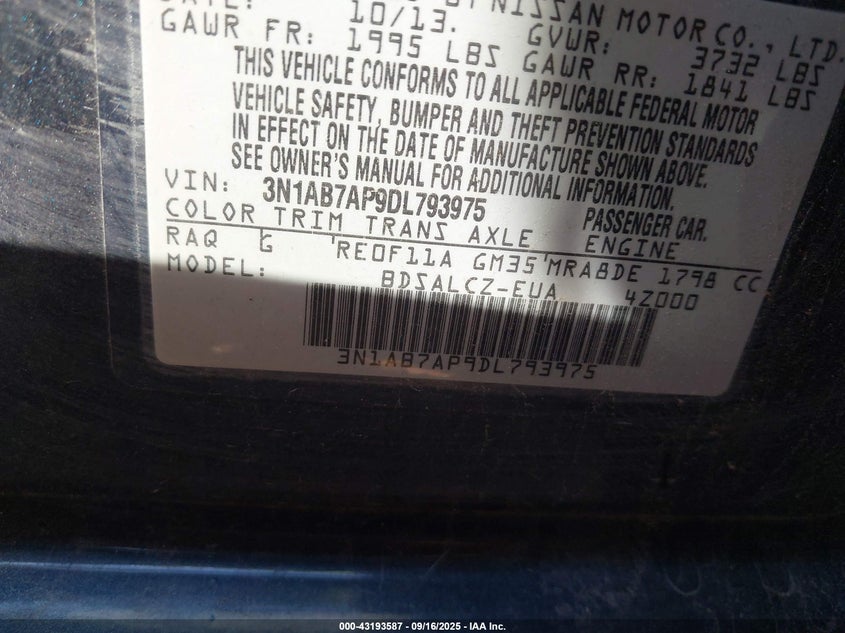 DATE: BY NISSAN MOTOR CO., LTD.
10/13. GVWR: 3732 LBS
GAWR FR: 1995 LBS GAWR RR: 1841 LBS
THIS VEHICLE CONFORMS TO ALL APPLICABLE FEDERAL MOTOR
VEHICLE SAFETY, BUMPER AND THEFT PREVENTION STANDARDS
IN EFFECT ON THE DATE OF MANUFACTURE SHOWN ABOVE.
SEE OWNER'S MANUAL FOR ADDITIONAL INFORMATION.
VIN: 3N1AB7AP9DL793975 PASSENGER CAR.
COLOR TRIM TRANS AXLE ENGINE
RAQ G RE0F11A GM35 MRA8DE 1798 CC
MODEL: BDSALCZ-EUA 4Z000
3N1AB7AP9DL793975
000-43193587 - 09/16/2025 - IAA Inc.